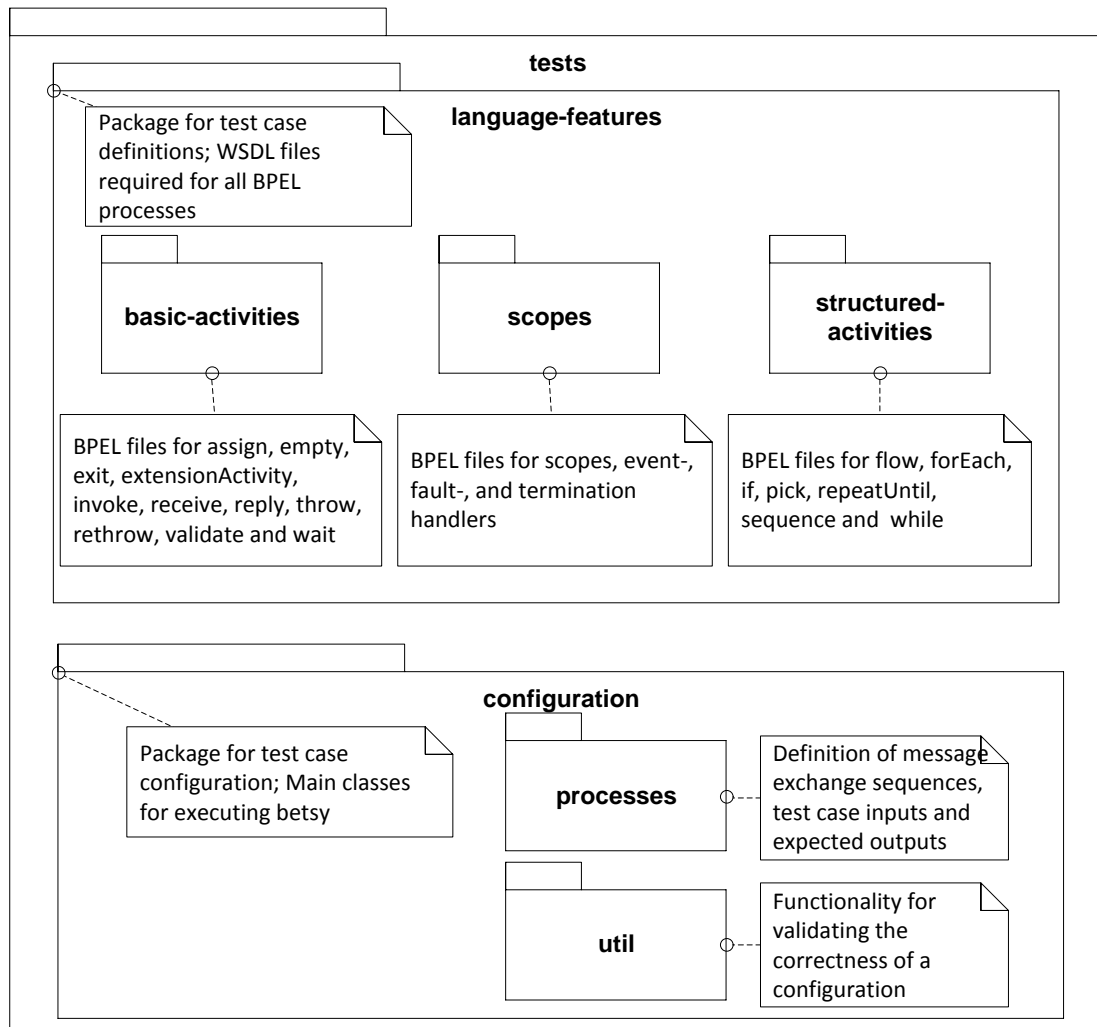 tests
language-features
Package for test case
definitions; WSDL files
required for all BPEL
processes
basic-activities
scopes
structured-
activities
BPEL files for assign, empty,
exit, extensionActivity,
invoke, receive, reply, throw,
rethrow, validate and wait
BPEL files for scopes, event-,
fault-, and termination
handlers
BPEL files for flow, forEach,
if, pick, repeatUntil,
sequence and while
configuration
Package for test case
configuration; Main classes
for executing betsy
processes
Definition of message
exchange sequences,
test case inputs and
expected outputs
util
Functionality for
validating the
correctness of a
configuration